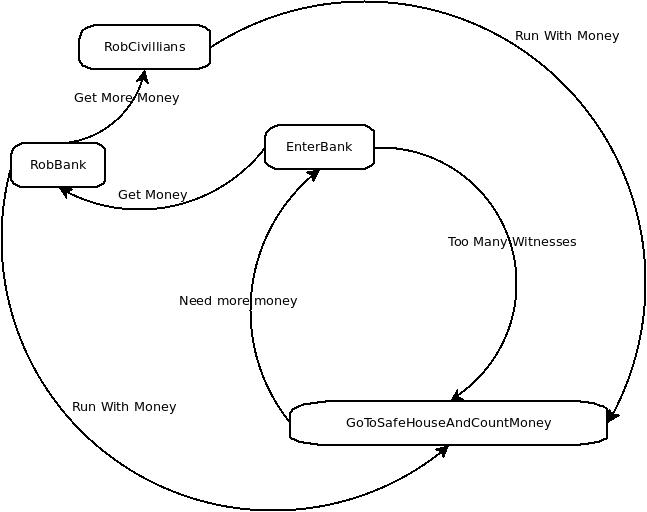 RobCivillians
Run With Money
Get More Money
EnterBank
RobBank
Get Money
Too Many Witnesses
Need more money
Run With Money
GoToSafeHouseAndCountMoney